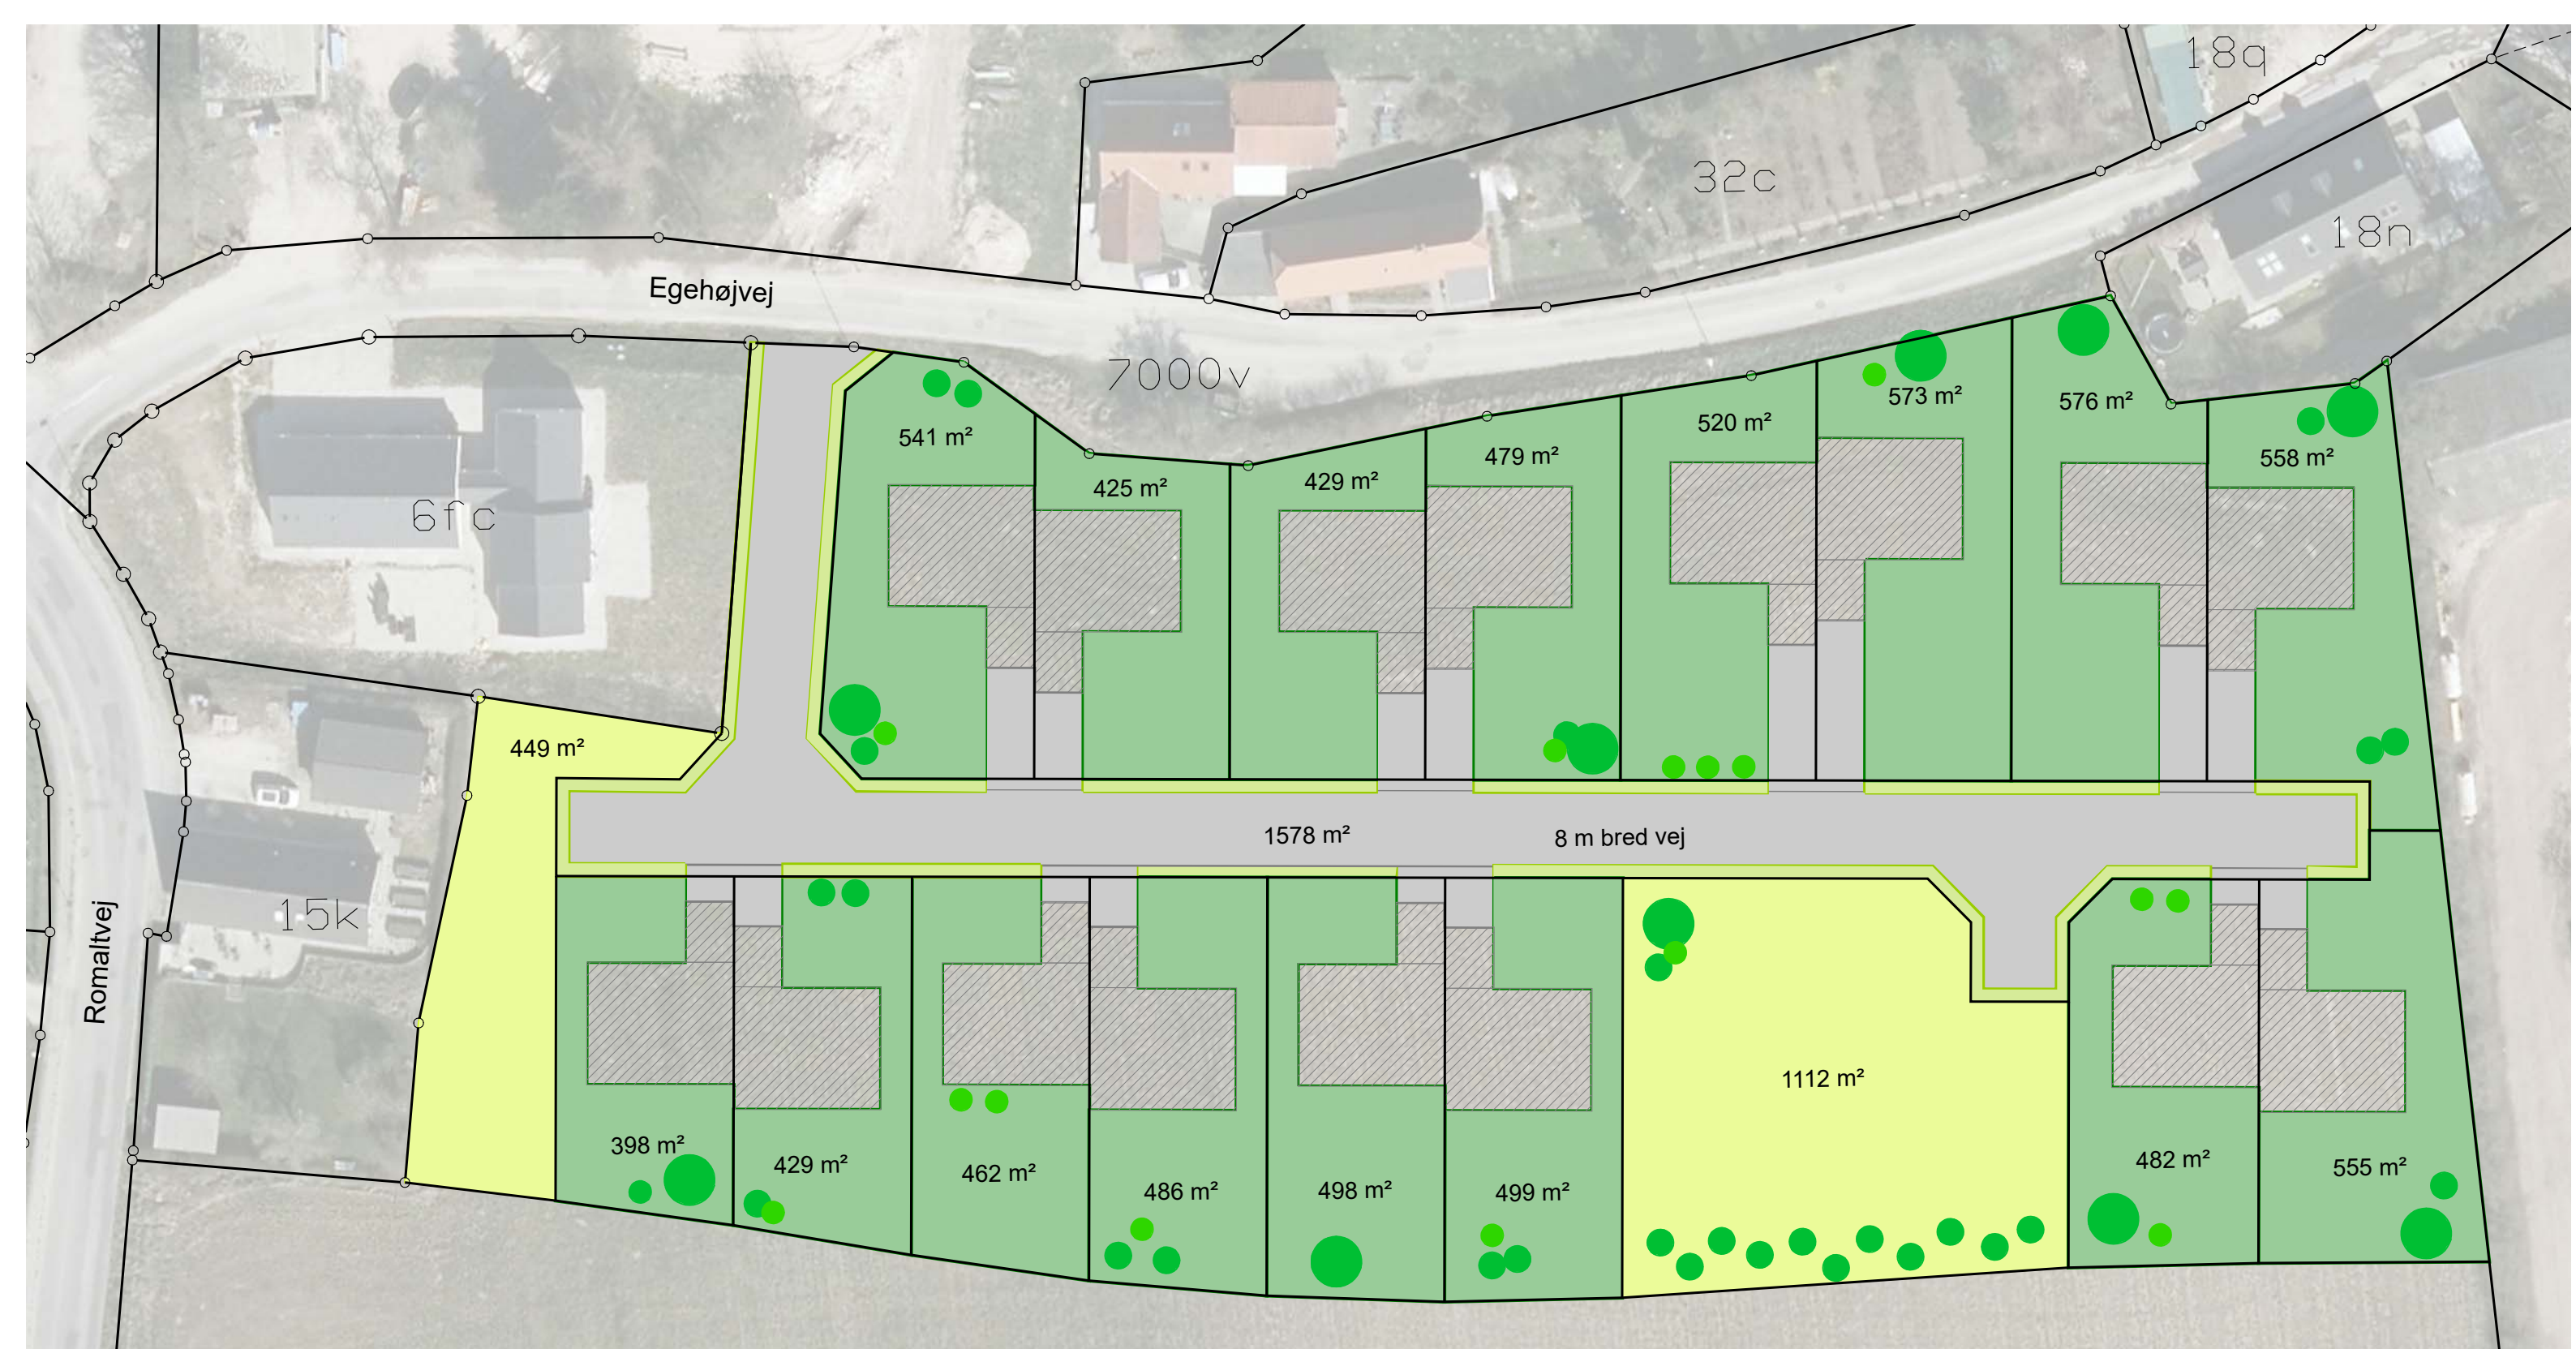 18q
32c
18n
Egehøjvej
7000v
541 m²
425 m²
429 m²
479 m²
520 m²
573 m²
576 m²
558 m²
6fc
449 m²
1578 m²
8 m bred vej
15k
Romaltvej
398 m²
429 m²
462 m²
486 m²
498 m²
499 m²
1112 m²
482 m²
555 m²